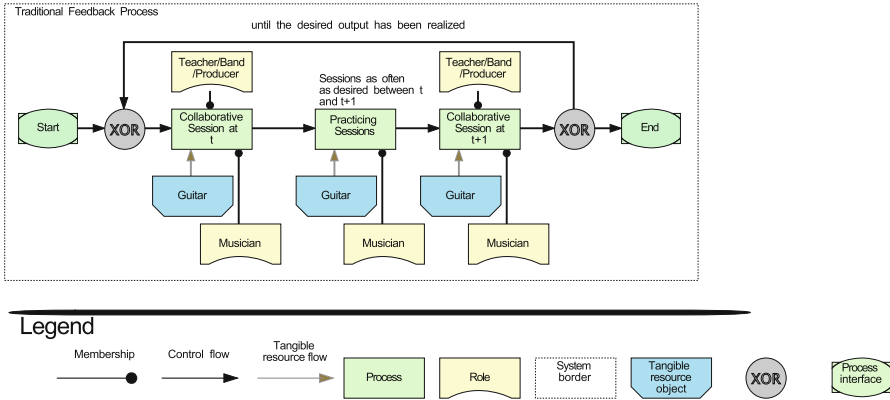 Traditional Feedback Process
until the desired output has been realized
Teacher/Band
/Producer
Sessions as often
as desired between t
and t+1
Teacher/Band
/Producer
Start
XOR
Collaborative
Session at
t
Practicing
Sessions
Collaborative
Session at
t+1
XOR
End
Guitar
Guitar
Guitar
Musician
Musician
Musician
Legend
Membership
Control flow
Tangible
resource flow
Process
Role
System
border
Tangible
resource
object
XOR
Process
interface